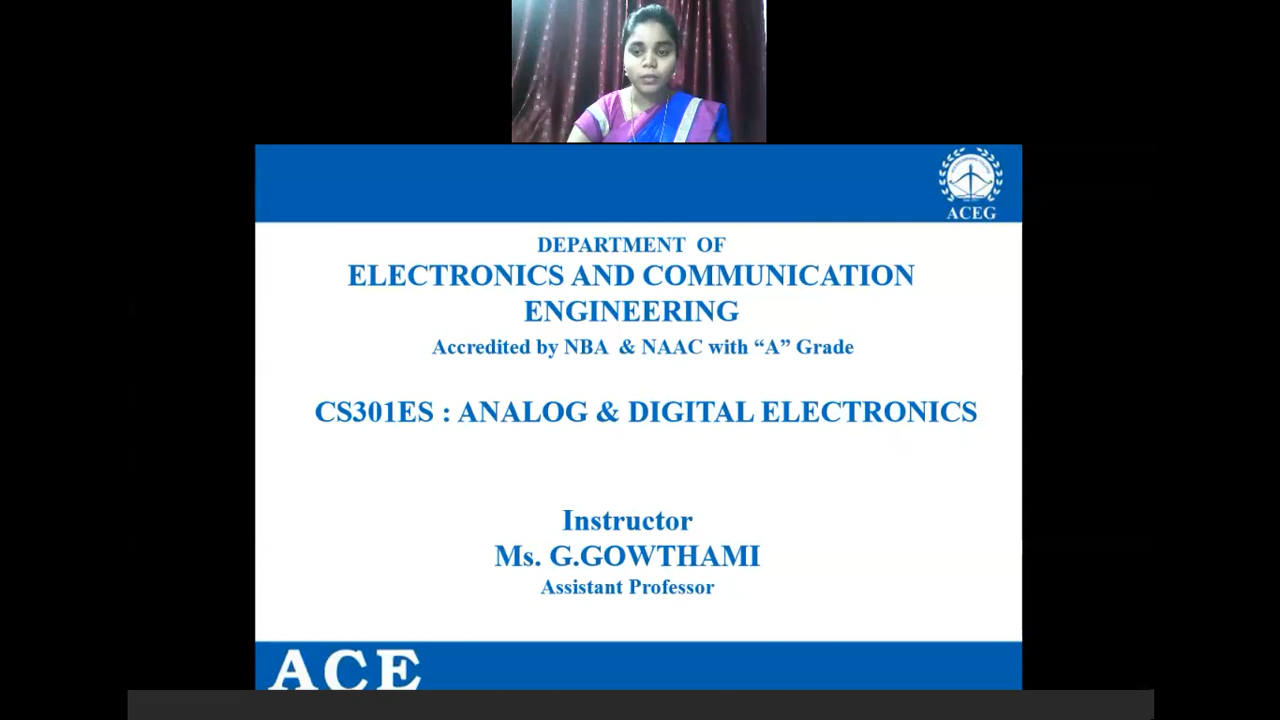 ACEG
DEPARTMENT OF
ELECTRONICS AND COMMUNICATION
ENGINEERING
Accredited by NBA & NAAC with “A” Grade
CS301ES : ANALOG & DIGITAL ELECTRONICS
Instructor
Ms. G.GOWTHAMI
Assistant Professor
ACE